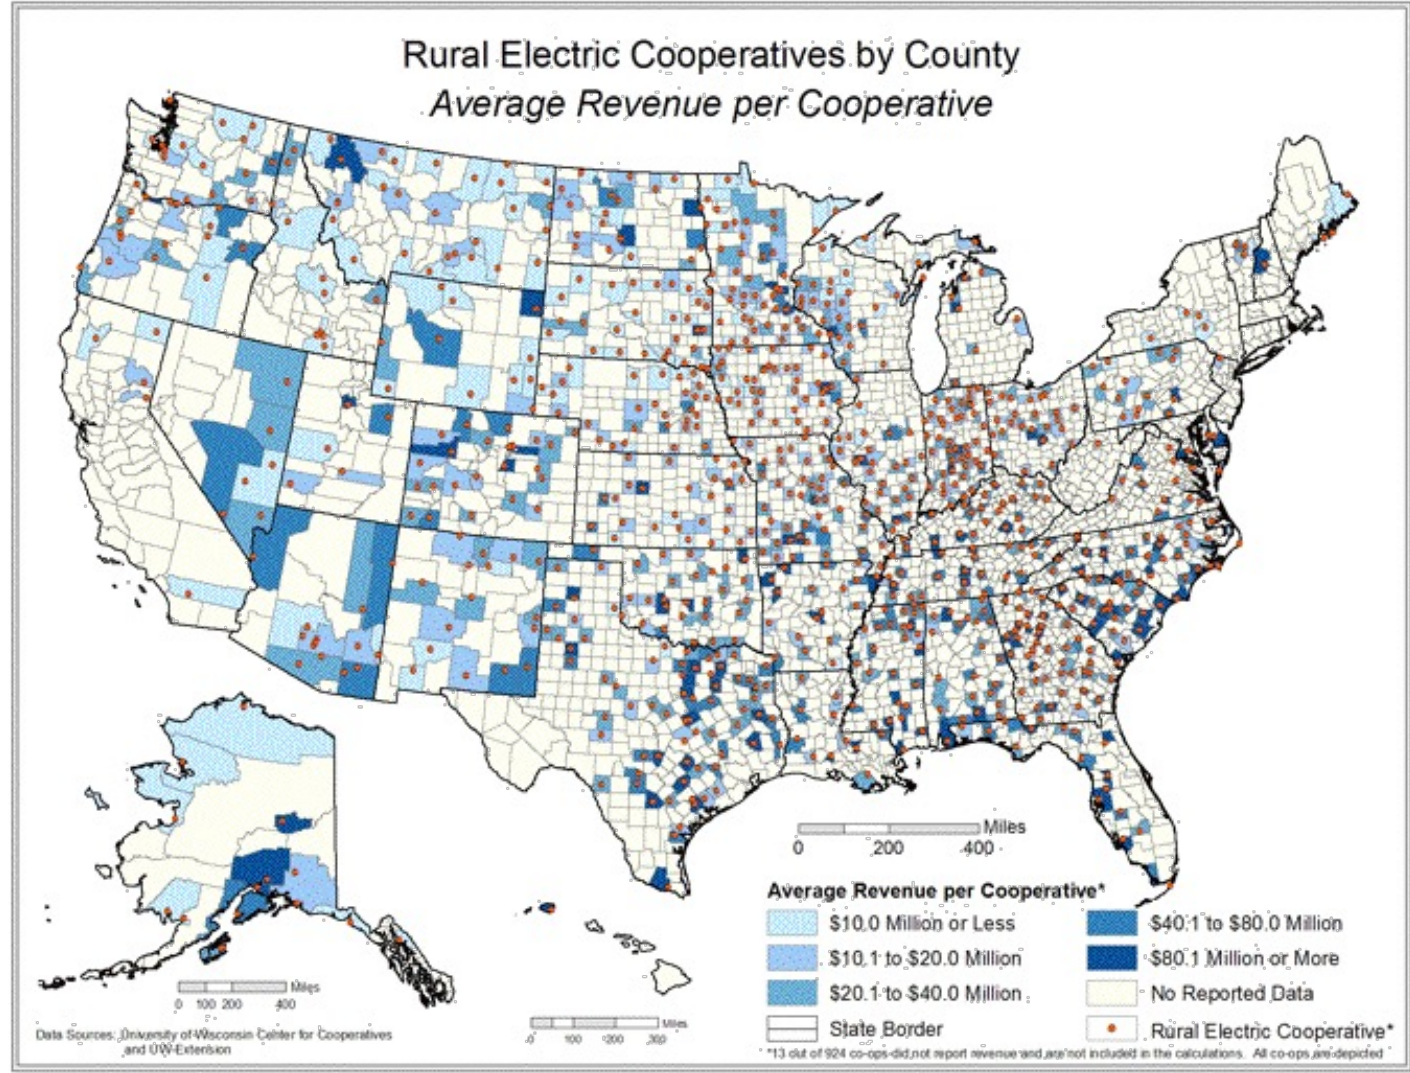 Rural Electric Cooperatives by County
Average Revenue per Cooperative
Miles
0 200 400
Average Revenue per Cooperative*
$10.0 Million or Less
$10.1 to $20.0 Million
$20.1 to $40.0 Million
State Border
$40.1 to $80.0 Million
$80.1 Million or More
No Reported Data
Rural Electric Cooperative*
Miles
0 100 200 400
Miles
0 100 200 300
Data Sources: University of Wisconsin Center for Cooperatives
and UW-Extension
*13 out of 924 co-ops did not report revenue and are not included in the calculations. All co-ops are depicted